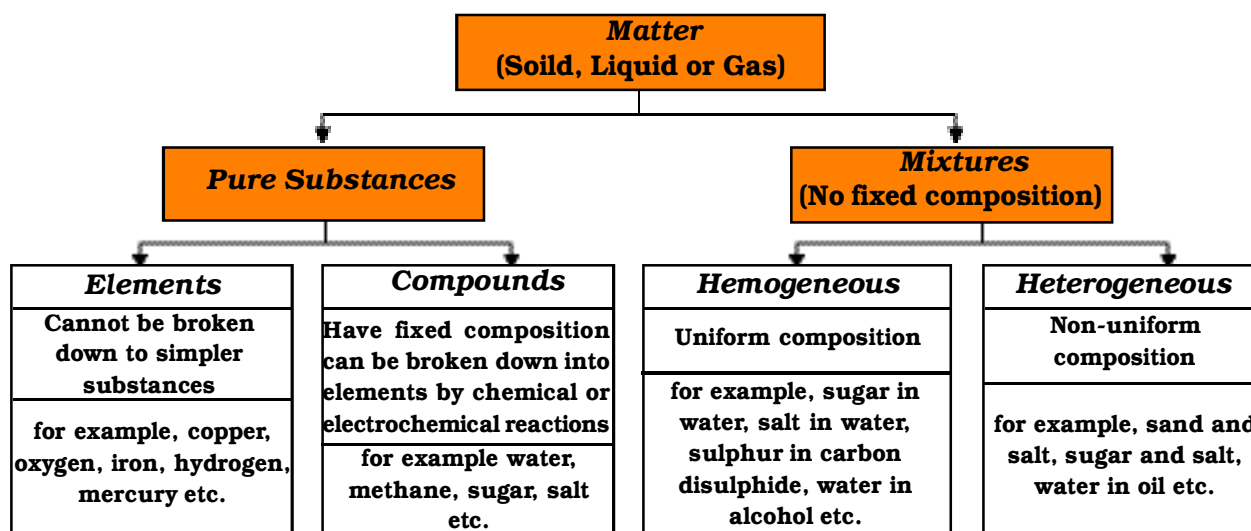 Matter
(Soild, Liquid or Gas)
Pure Substances
Mixtures
(No fixed composition)
Elements
Cannot be broken
down to simpler
substances
for example, copper,
oxygen, iron, hydrogen,
mercury etc.
Compounds
Have fixed composition
can be broken down into
elements by chemical or
electrochemical reactions
for example water,
methane, sugar, salt
etc.
Hemogeneous
Uniform composition
for example, sugar in
water, salt in water,
sulphur in carbon
disulphide, water in
alcohol etc.
Heterogeneous
Non-uniform
composition
for example, sand and
salt, sugar and salt,
water in oil etc.